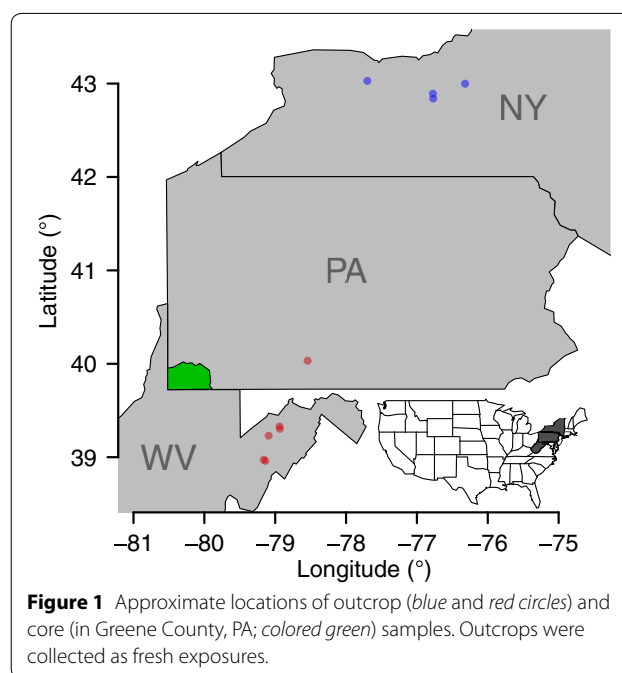 43
42
41
40
39
Latitude (°)
NY
PA
WV
−81 −80 −79 −78 −77 −76 −75
Longitude (°)
Figure 1 Approximate locations of outcrop (blue and red circles) and
core (in Greene County, PA; colored green) samples. Outcrops were
collected as fresh exposures.